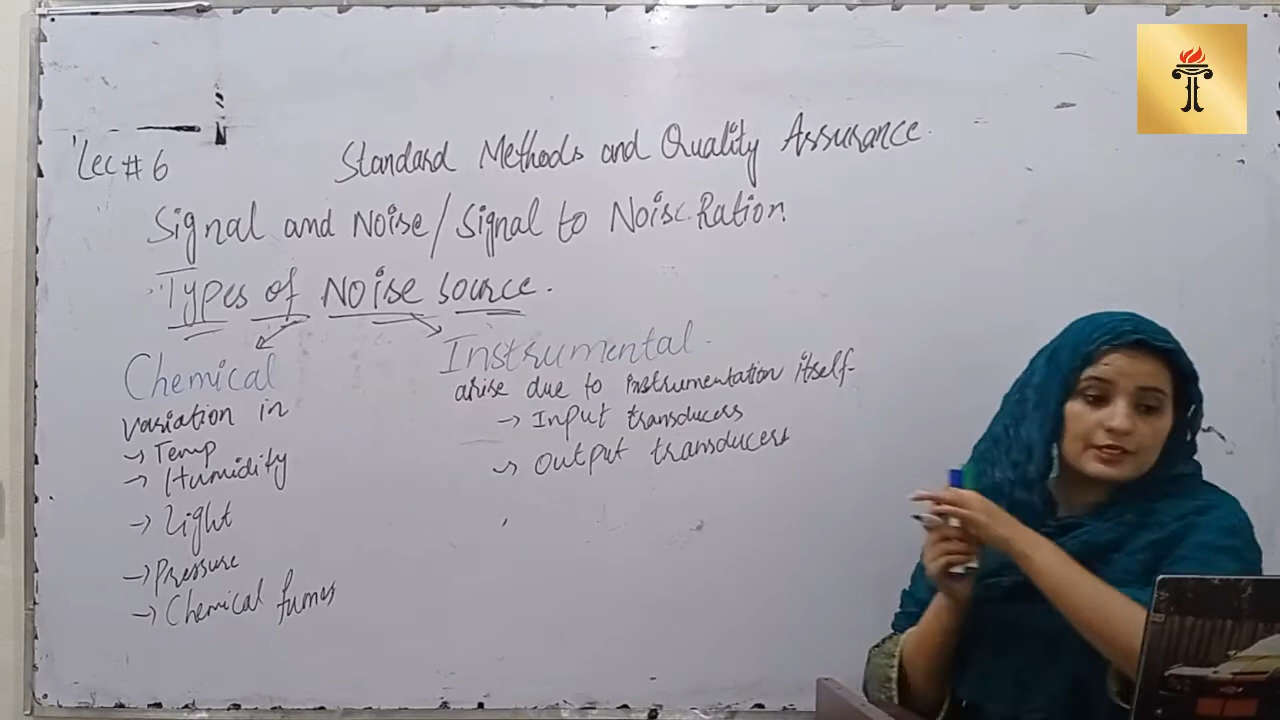 Lec # 6
Standard Methods and Quality Assurance.
Signal and Noise/Signal to Noise Ration.
Types of Noise source.
Chemical
variation in
→ Temp
→ Humidity
→ Light
→ Pressure
→ Chemical fumes
Instrumental.
arise due to instrumentation itself.
→ Input transducers
→ Output transducers